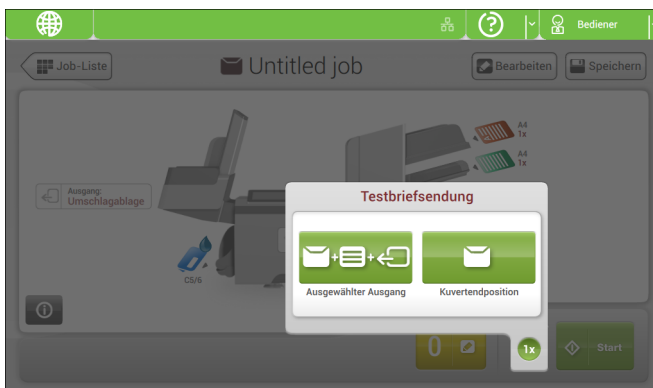 Bediener
Job-Liste
Untitled job
Bearbeiten
Speichern
A4
1x
A4
1x
Ausgang:
Umschlagablage
C5/6
Testbriefsendung
Ausgewählter Ausgang
Kuvertendposition
0
1x
Start